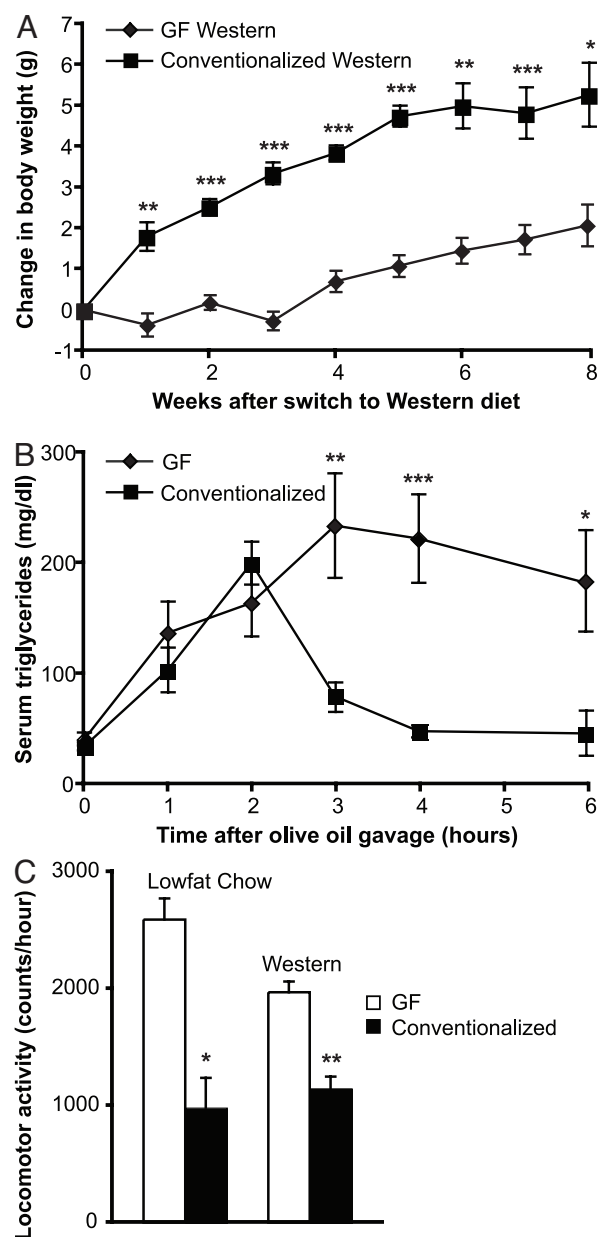 A
Change in body weight (g)
7
6
5
4
3
2
1
0
-1
GF Western
Conventionalized Western
**
***
***
***
***
**
***
*
0 2 4 6 8
Weeks after switch to Western diet
B
Serum triglycerides (mg/dl)
300
200
100
0
GF
Conventionalized
**
***
*
0 1 2 3 4 5 6
Time after olive oil gavage (hours)
C
Locomotor activity (counts/hour)
3000
2000
1000
0
Lowfat Chow
Western
*
**
GF
Conventionalized